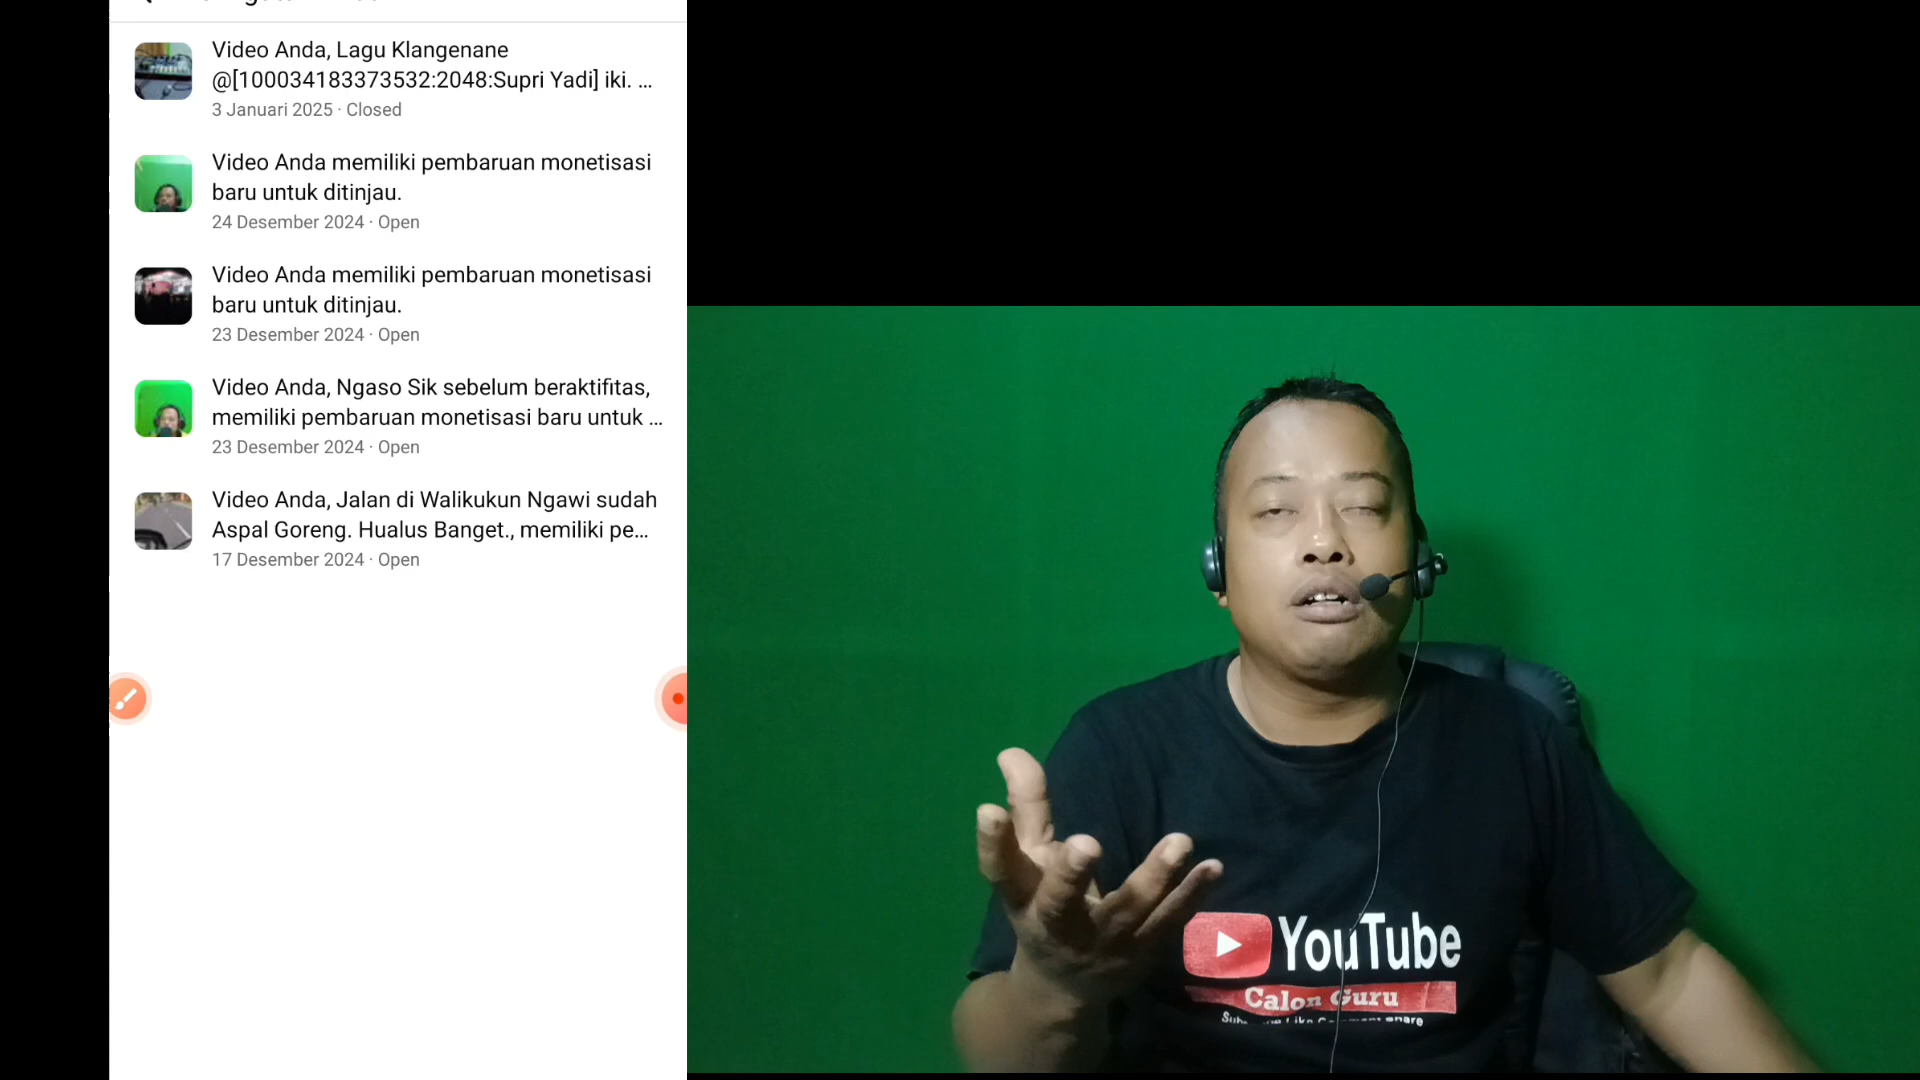 Video Anda, Lagu Klangenane
@[100034183373532:2048:Supri Yadi] iki. ...
3 Januari 2025 · Closed
Video Anda memiliki pembaruan monetisasi
baru untuk ditinjau.
24 Desember 2024 · Open
Video Anda memiliki pembaruan monetisasi
baru untuk ditinjau.
23 Desember 2024 · Open
Video Anda, Ngaso Sik sebelum beraktifitas,
memiliki pembaruan monetisasi baru untuk ...
23 Desember 2024 · Open
Video Anda, Jalan di Walikukun Ngawi sudah
Aspal Goreng. Hualus Banget., memiliki pe...
17 Desember 2024 · Open
YouTube
Calon Guru